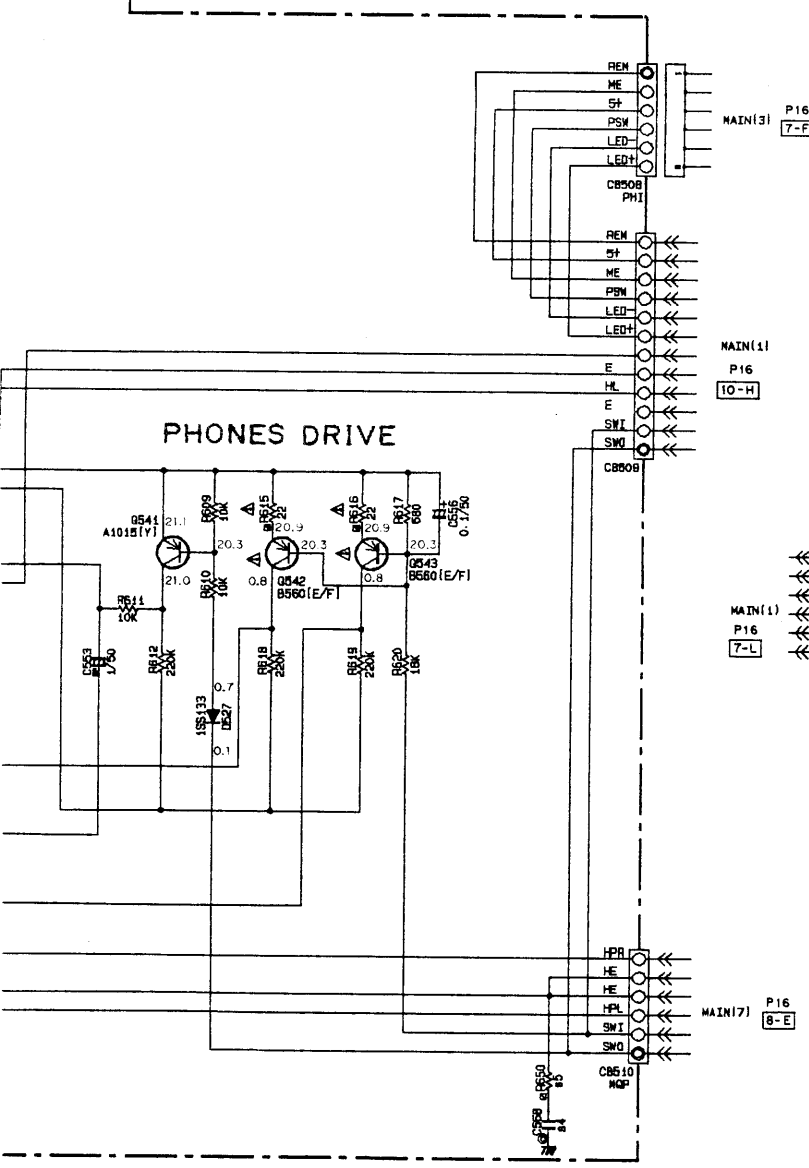 REM
ME
5+
PSW
LED-
LED+
CB508
PHI
MAIN(3)
P16
7-F
REM
5+
ME
PSW
LED-
LED+
E
HL
E
SWI
SWO
CB509
MAIN(1)
P16
10-H
PHONES DRIVE
Q541
A1015(Y)
21.1
R609
10K
20.3
21.0
R610
10K
R615
22
20.9
20.3
0.8
Q542
B560(E/F)
R616
22
20.9
R617
680
C556
0.1/50
20.3
0.8
Q543
B560(E/F)
R611
10K
C553
1/50
R612
220K
0.7
1SS133
D527
0.1
R618
220K
R619
220K
R620
18K
MAIN(1)
P16
7-L
HPR
HE
HE
HPL
SWI
SWO
CB510
MAIN(7)
P16
8-E
R650
C568